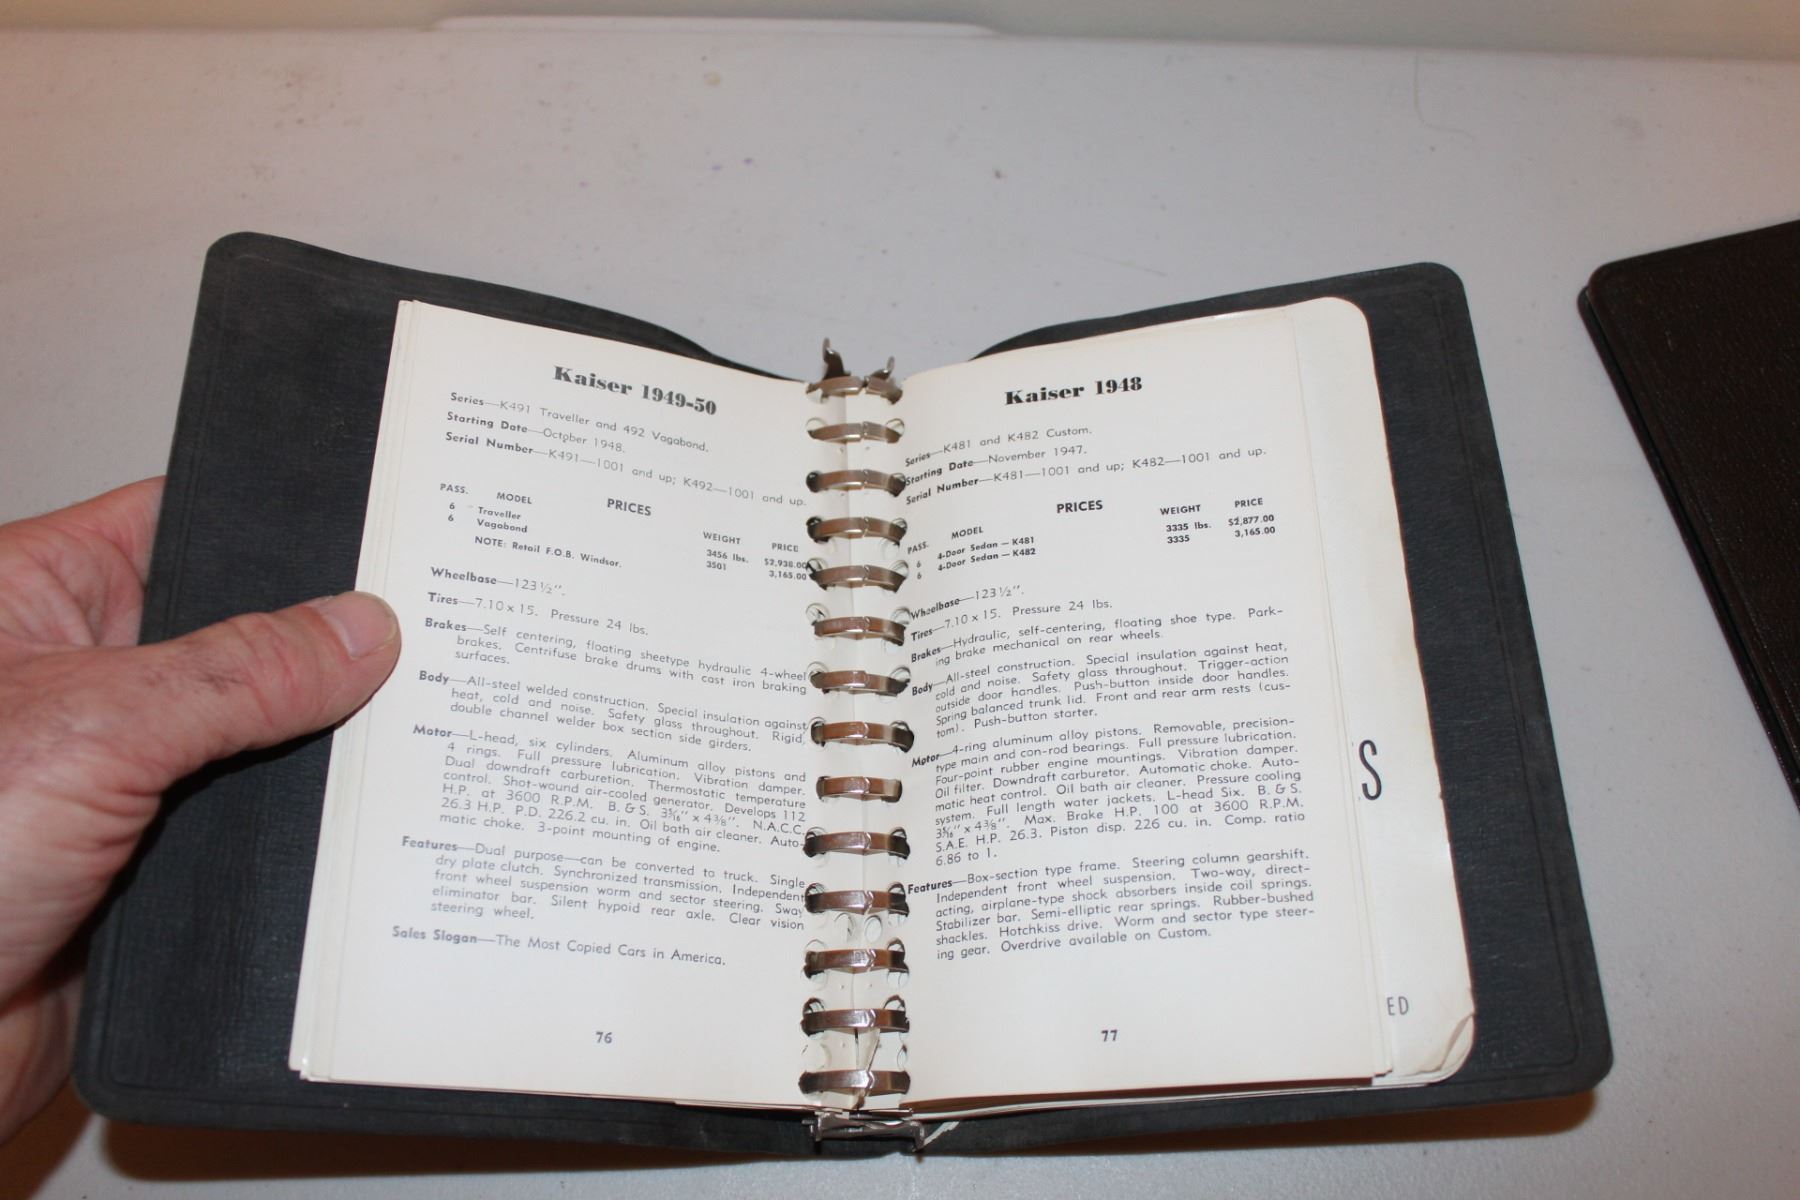 Kaiser 1949-50
Series—K491 Traveller and 492 Vagabond.
Starting Date—October 1948.
Serial Number—K491—1001 and up; K492—1001 and up.
PRICES
PASS. MODEL WEIGHT PRICE
6 Traveller 3456 lbs. $2,938.00
6 Vagabond 3501 3,165.00
NOTE: Retail F.O.B. Windsor.
Wheelbase—123½".
Tires—7.10 x 15. Pressure 24 lbs.
Brakes—Self centering, floating sheetype hydraulic 4-wheel
brakes. Centrifuse brake drums with cast iron braking
surfaces.
Body—All-steel welded construction. Special insulation against
heat, cold and noise. Safety glass throughout. Rigid,
double channel welder box section side girders.
Motor—L-head, six cylinders. Aluminum alloy pistons and
4 rings. Full pressure lubrication. Vibration damper.
Dual downdraft carburetion. Thermostatic temperature
control. Shot-wound air-cooled generator. Develops 112
H.P. at 3600 R.P.M. B. & S. 3 5/16" x 4 3/8". N.A.C.C.
26.3 H.P. P.D. 226.2 cu. in. Oil bath air cleaner. Auto-
matic choke. 3-point mounting of engine.
Features—Dual purpose—can be converted to truck. Single
dry plate clutch. Synchronized transmission. Independent
front wheel suspension worm and sector steering. Sway
eliminator bar. Silent hypoid rear axle. Clear vision
steering wheel.
Sales Slogan—The Most Copied Cars in America.
76
Kaiser 1948
Series—K481 and K482 Custom.
Starting Date—November 1947.
Serial Number—K481—1001 and up; K482—1001 and up.
PRICES
PASS. MODEL WEIGHT PRICE
6 4-Door Sedan — K481 3335 lbs. $2,877.00
6 4-Door Sedan — K482 3335 3,165.00
Wheelbase—123½".
Tires—7.10 x 15. Pressure 24 lbs.
Brakes—Hydraulic, self-centering, floating shoe type. Park-
ing brake mechanical on rear wheels.
Body—All-steel construction. Special insulation against heat,
cold and noise. Safety glass throughout. Trigger-action
outside door handles. Push-button inside door handles.
Spring balanced trunk lid. Front and rear arm rests (cus-
tom). Push-button starter.
Motor—4-ring aluminum alloy pistons. Removable, precision-
type main and con-rod bearings. Full pressure lubrication.
Four-point rubber engine mountings. Vibration damper.
Oil filter. Downdraft carburetor. Automatic choke. Auto-
matic heat control. Oil bath air cleaner. Pressure cooling
system. Full length water jackets. L-head Six. B. & S.
3 5/16" x 4 3/8". Max. Brake H.P. 100 at 3600 R.P.M.
S.A.E. H.P. 26.3. Piston disp. 226 cu. in. Comp. ratio
6.86 to 1.
Features—Box-section type frame. Steering column gearshift.
Independent front wheel suspension. Two-way, direct-
acting, airplane-type shock absorbers inside coil springs.
Stabilizer bar. Semi-elliptic rear springs. Rubber-bushed
shackles. Hotchkiss drive. Worm and sector type steer-
ing gear. Overdrive available on Custom.
77
S
ED